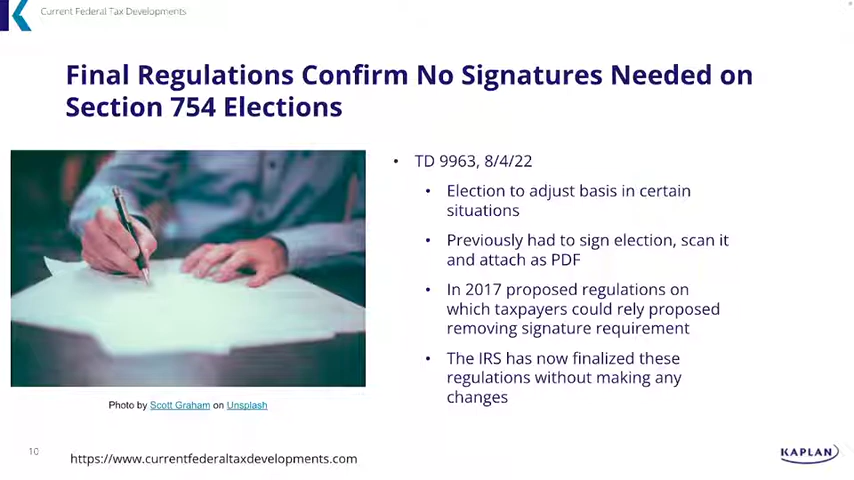 Current Federal Tax Developments
Final Regulations Confirm No Signatures Needed on
Section 754 Elections
• TD 9963, 8/4/22
• Election to adjust basis in certain
situations
• Previously had to sign election, scan it
and attach as PDF
• In 2017 proposed regulations on
which taxpayers could rely proposed
removing signature requirement
• The IRS has now finalized these
regulations without making any
changes
Photo by Scott Graham on Unsplash
10
https://www.currentfederaltaxdevelopments.com
KAPLAN